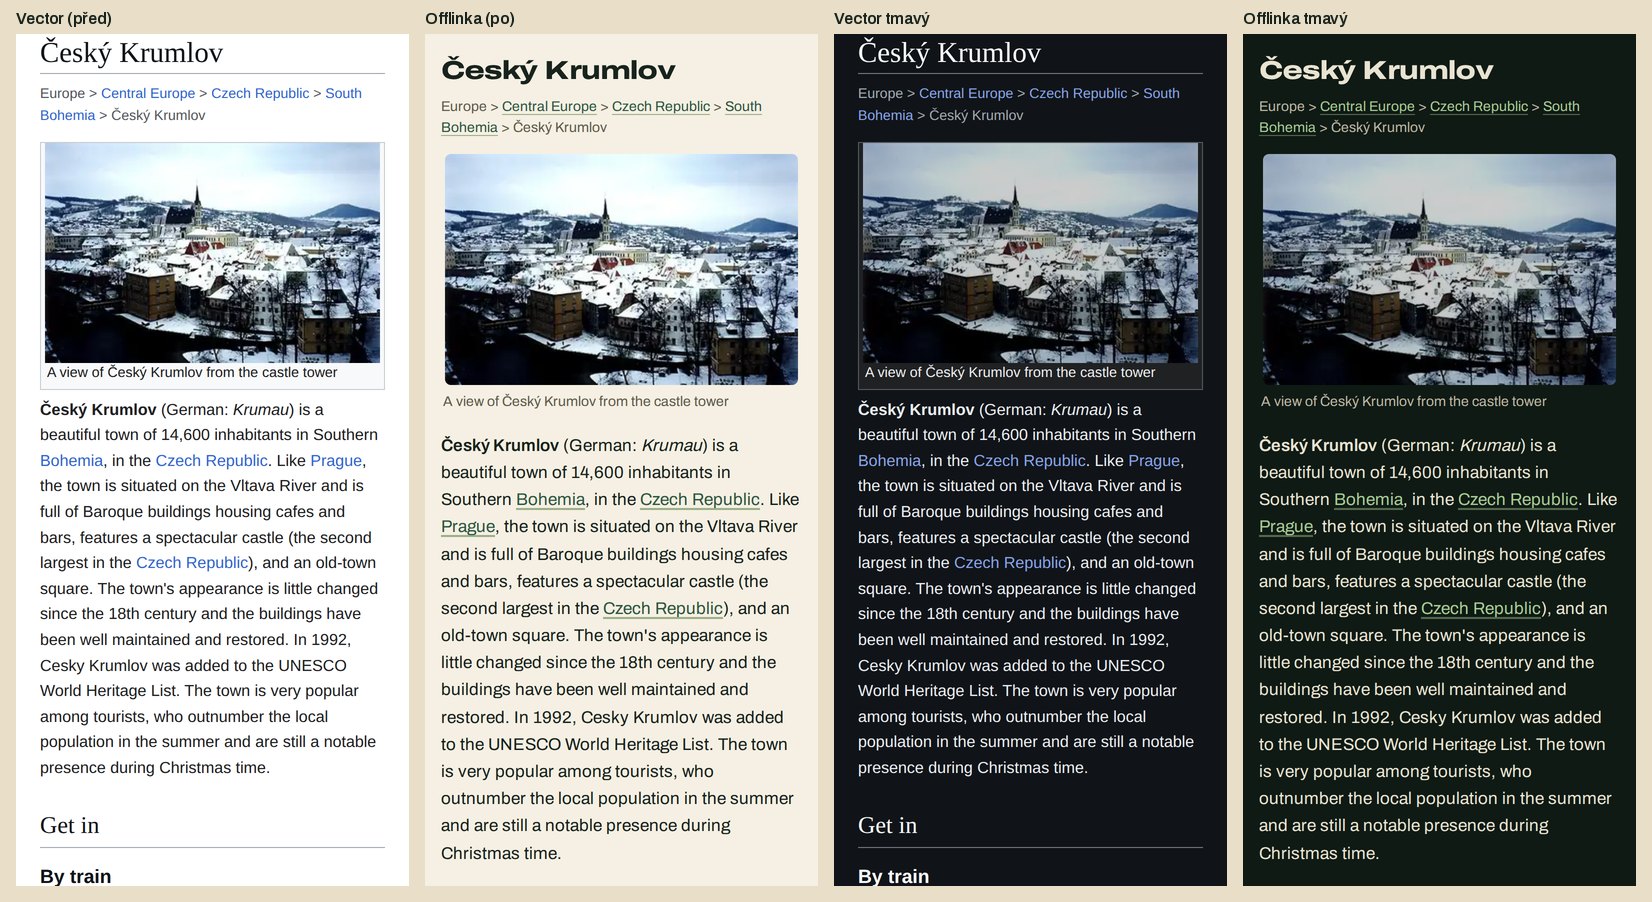 Vector (před)
Český Krumlov
Europe > Central Europe > Czech Republic > South
Bohemia > Český Krumlov
A view of Český Krumlov from the castle tower
Český Krumlov (German: Krumau) is a
beautiful town of 14,600 inhabitants in Southern
Bohemia, in the Czech Republic. Like Prague,
the town is situated on the Vltava River and is
full of Baroque buildings housing cafes and
bars, features a spectacular castle (the second
largest in the Czech Republic), and an old-town
square. The town's appearance is little changed
since the 18th century and the buildings have
been well maintained and restored. In 1992,
Cesky Krumlov was added to the UNESCO
World Heritage List. The town is very popular
among tourists, who outnumber the local
population in the summer and are still a notable
presence during Christmas time.
Get in
By train
Offlinka (po)
Český Krumlov
Europe > Central Europe > Czech Republic > South
Bohemia > Český Krumlov
A view of Český Krumlov from the castle tower
Český Krumlov (German: Krumau) is a
beautiful town of 14,600 inhabitants in
Southern Bohemia, in the Czech Republic. Like
Prague, the town is situated on the Vltava River
and is full of Baroque buildings housing cafes
and bars, features a spectacular castle (the
second largest in the Czech Republic), and an
old-town square. The town's appearance is
little changed since the 18th century and the
buildings have been well maintained and
restored. In 1992, Cesky Krumlov was added
to the UNESCO World Heritage List. The town
is very popular among tourists, who
outnumber the local population in the summer
and are still a notable presence during
Christmas time.
Vector tmavý
Český Krumlov
Europe > Central Europe > Czech Republic > South
Bohemia > Český Krumlov
A view of Český Krumlov from the castle tower
Český Krumlov (German: Krumau) is a
beautiful town of 14,600 inhabitants in Southern
Bohemia, in the Czech Republic. Like Prague,
the town is situated on the Vltava River and is
full of Baroque buildings housing cafes and
bars, features a spectacular castle (the second
largest in the Czech Republic), and an old-town
square. The town's appearance is little changed
since the 18th century and the buildings have
been well maintained and restored. In 1992,
Cesky Krumlov was added to the UNESCO
World Heritage List. The town is very popular
among tourists, who outnumber the local
population in the summer and are still a notable
presence during Christmas time.
Get in
By train
Offlinka tmavý
Český Krumlov
Europe > Central Europe > Czech Republic > South
Bohemia > Český Krumlov
A view of Český Krumlov from the castle tower
Český Krumlov (German: Krumau) is a
beautiful town of 14,600 inhabitants in
Southern Bohemia, in the Czech Republic. Like
Prague, the town is situated on the Vltava River
and is full of Baroque buildings housing cafes
and bars, features a spectacular castle (the
second largest in the Czech Republic), and an
old-town square. The town's appearance is
little changed since the 18th century and the
buildings have been well maintained and
restored. In 1992, Cesky Krumlov was added
to the UNESCO World Heritage List. The town
is very popular among tourists, who
outnumber the local population in the summer
and are still a notable presence during
Christmas time.